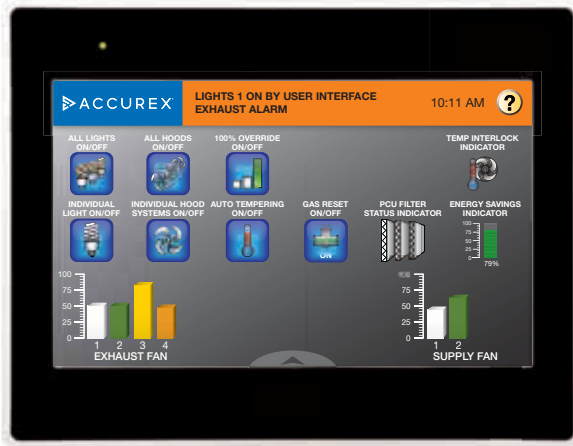 ACCUREX
LIGHTS 1 ON BY USER INTERFACE
EXHAUST ALARM
10:11 AM
?
ALL LIGHTS
ON/OFF
ALL HOODS
ON/OFF
100% OVERRIDE
ON/OFF
TEMP INTERLOCK
INDICATOR
INDIVIDUAL
LIGHT ON/OFF
INDIVIDUAL HOOD
SYSTEMS ON/OFF
AUTO TEMPERING
ON/OFF
GAS RESET
ON/OFF
ON
PCU FILTER
STATUS INDICATOR
ENERGY SAVINGS
INDICATOR
100
75
50
25
0
79%
100
75
50
25
0
1 2 3 4
EXHAUST FAN
75
50
25
0
1 2
SUPPLY FAN